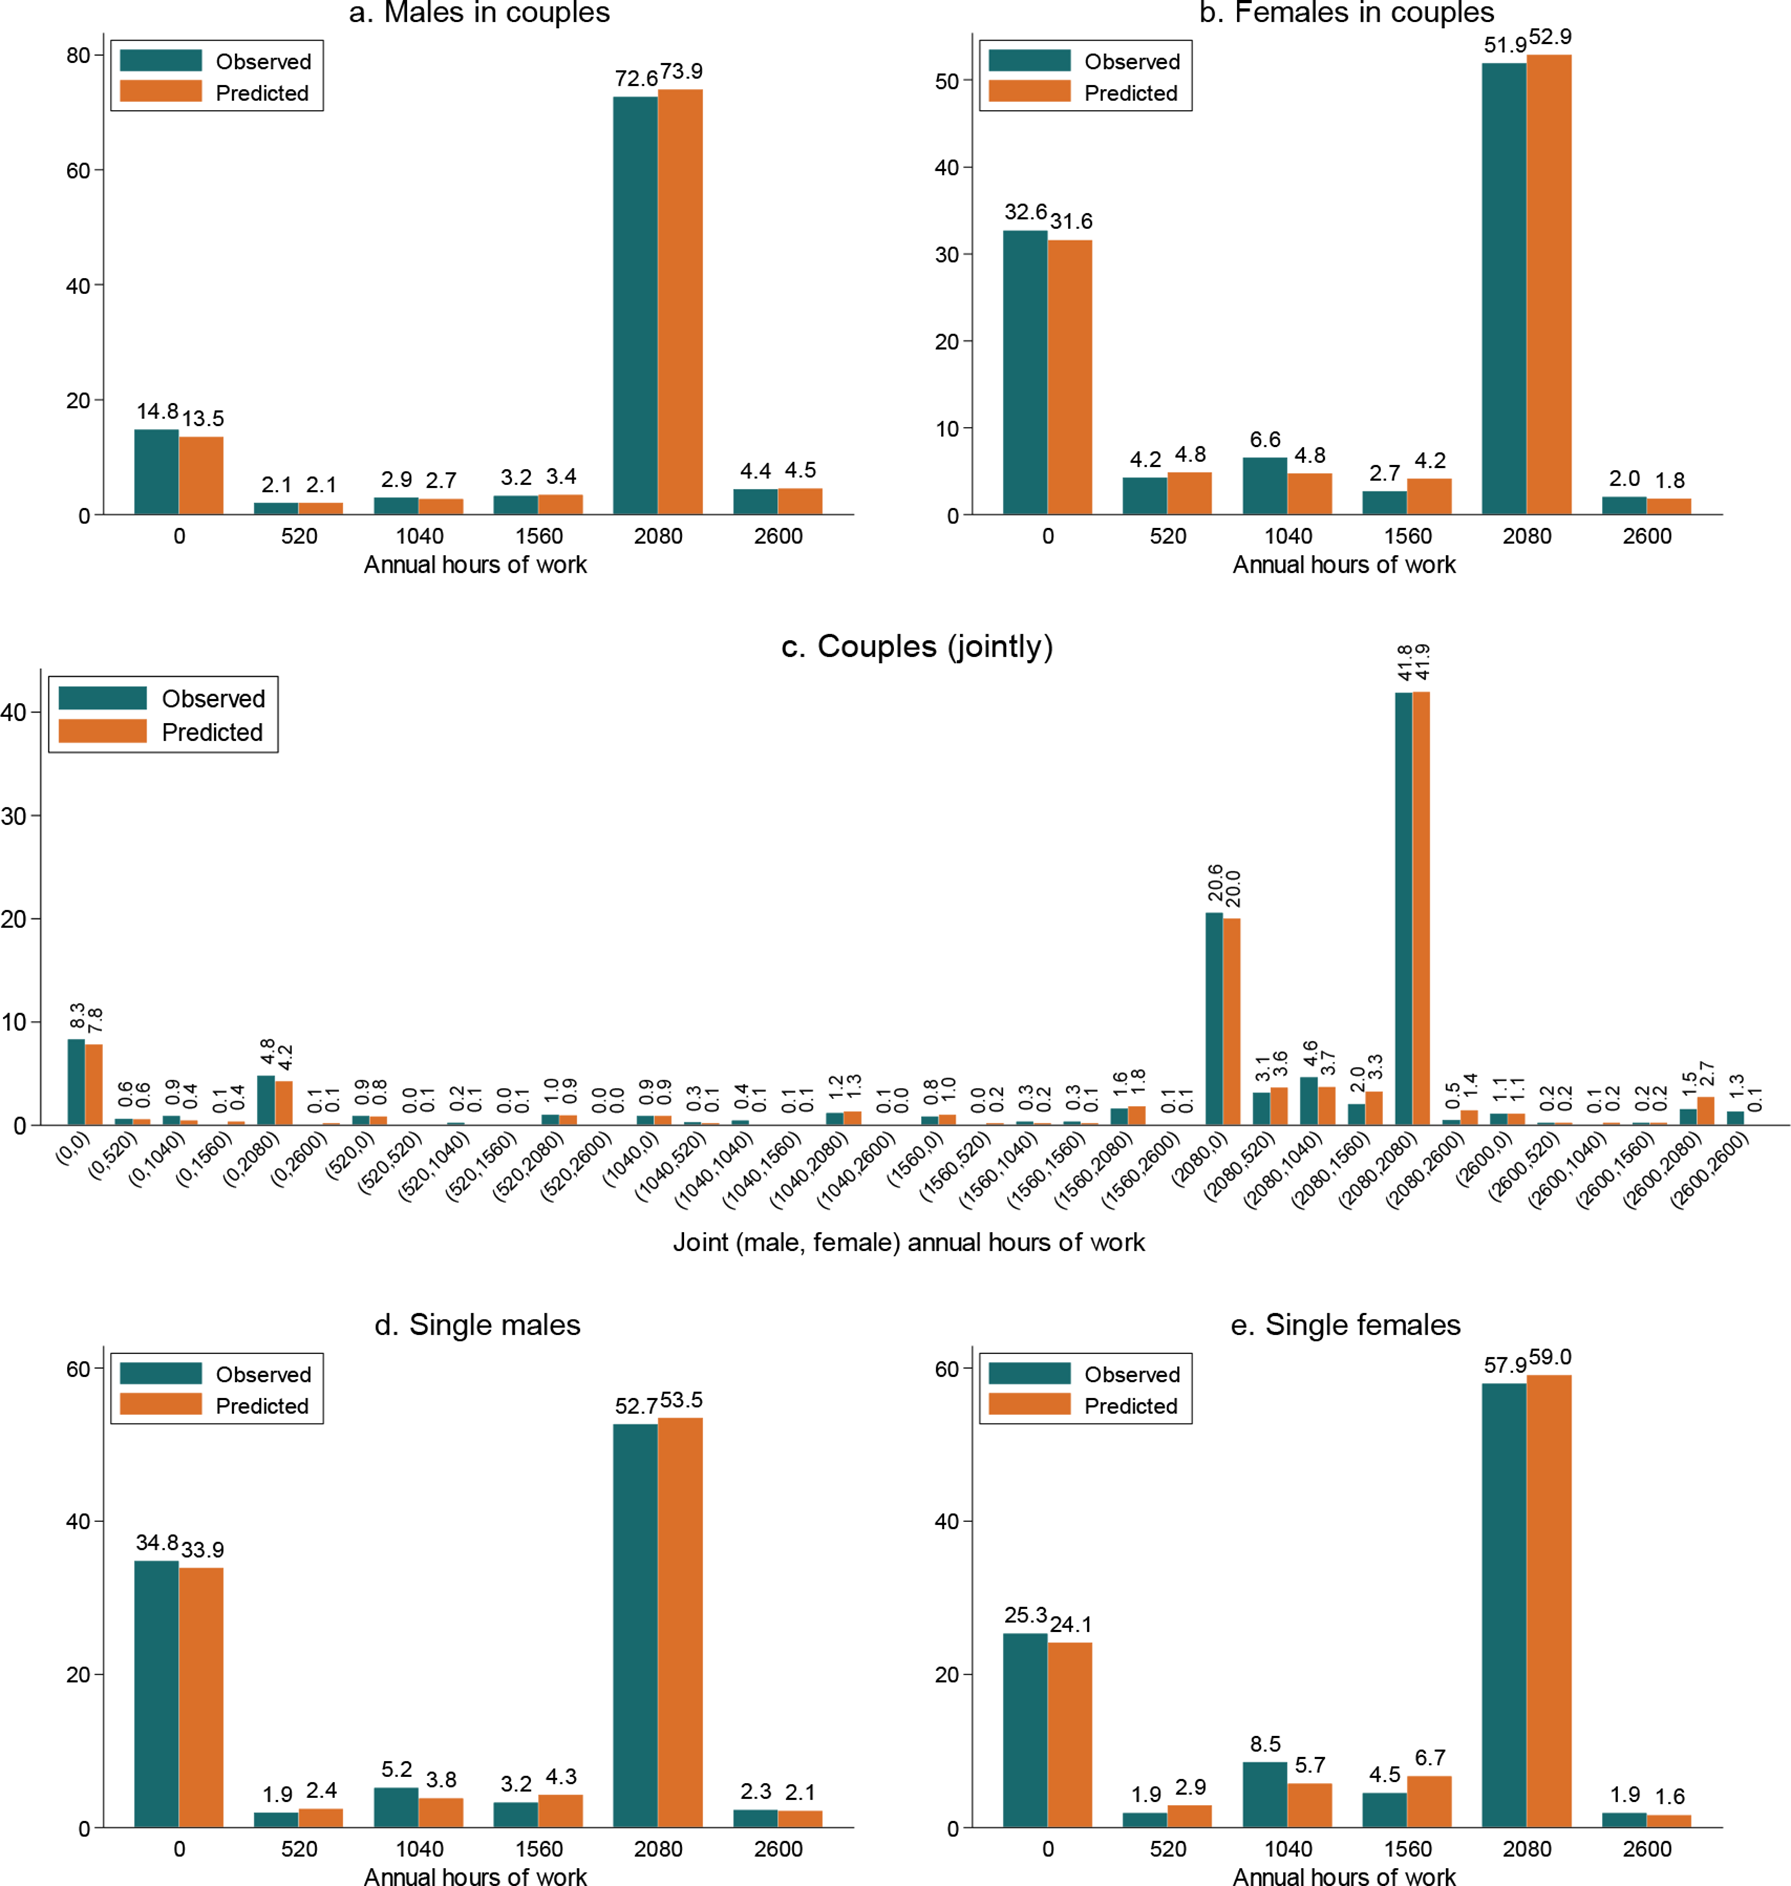 a. Males in couples
Observed
Predicted
80
60
40
20
0
14.8 13.5 2.1 2.1 2.9 2.7 3.2 3.4 72.6 73.9 4.4 4.5
0 520 1040 1560 2080 2600
Annual hours of work
b. Females in couples
Observed
Predicted
50
40
30
20
10
0
32.6 31.6 4.2 4.8 6.6 4.8 2.7 4.2 51.9 52.9 2.0 1.8
0 520 1040 1560 2080 2600
Annual hours of work
c. Couples (jointly)
Observed
Predicted
40
30
20
10
0
8.3 7.8 0.6 0.6 0.9 0.4 0.1 0.4 4.8 4.2 0.1 0.1 0.9 0.8 0.0 0.1 0.2 0.1 0.0 0.1 1.0 0.9 0.0 0.0 0.9 0.9 0.3 0.1 0.4 0.1 0.1 0.1 1.2 1.3 0.1 0.0 0.8 1.0 0.0 0.2 0.3 0.2 0.3 0.1 1.6 1.8 0.1 0.1 20.6 20.0 3.1 3.6 4.6 3.7 2.0 3.3 41.8 41.9 0.5 1.4 1.1 1.1 0.2 0.2 0.1 0.2 0.2 0.2 1.5 2.7 1.3 0.1
(0,0) (0,520) (0,1040) (0,1560) (0,2080) (0,2600) (520,0) (520,520) (520,1040) (520,1560) (520,2080) (520,2600) (1040,0) (1040,520) (1040,1040) (1040,1560) (1040,2080) (1040,2600) (1560,0) (1560,520) (1560,1040) (1560,1560) (1560,2080) (1560,2600) (2080,0) (2080,520) (2080,1040) (2080,1560) (2080,2080) (2080,2600) (2600,0) (2600,520) (2600,1040) (2600,1560) (2600,2080) (2600,2600)
Joint (male, female) annual hours of work
d. Single males
Observed
Predicted
60
40
20
0
34.8 33.9 1.9 2.4 5.2 3.8 3.2 4.3 52.7 53.5 2.3 2.1
0 520 1040 1560 2080 2600
Annual hours of work
e. Single females
Observed
Predicted
60
40
20
0
25.3 24.1 1.9 2.9 8.5 5.7 4.5 6.7 57.9 59.0 1.9 1.6
0 520 1040 1560 2080 2600
Annual hours of work